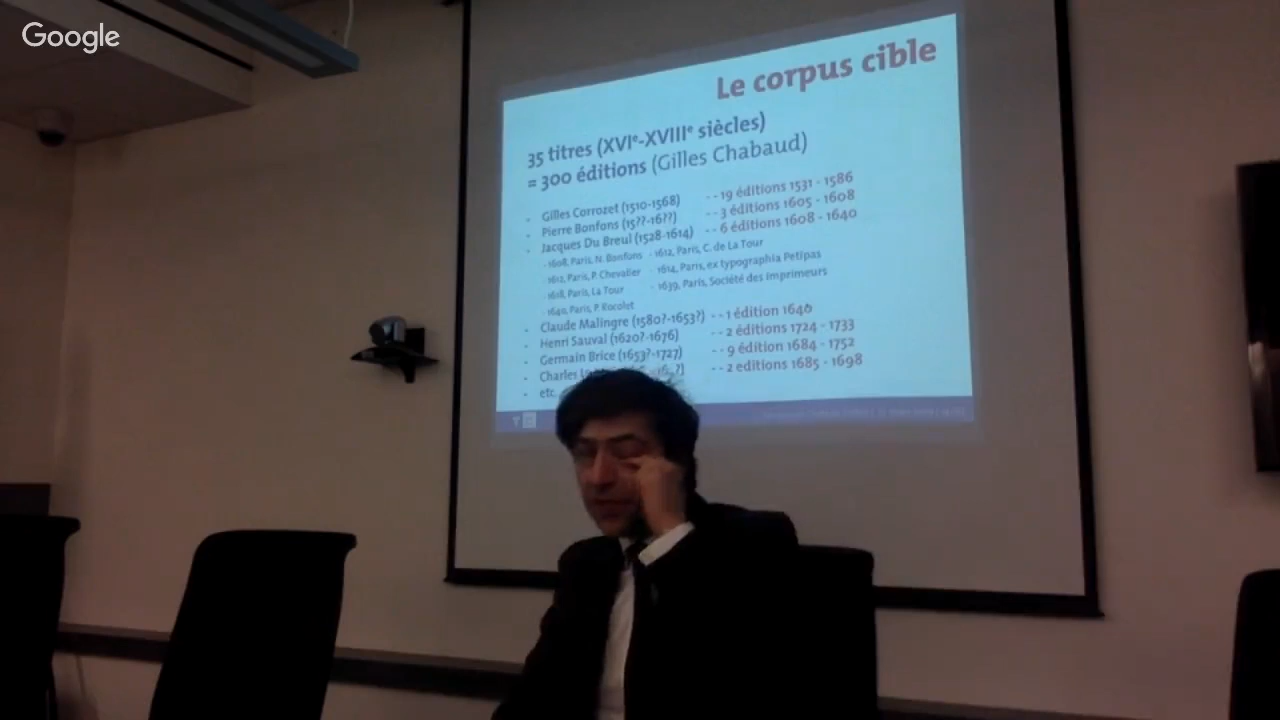 Google
Le corpus cible
35 titres (XVIe-XVIIIe siècles)
= 300 éditions (Gilles Chabaud)
- Gilles Corrozet (1510-1568) - - 19 éditions 1531 - 1586
- Pierre Bonfons (15??-16??) - - 3 éditions 1605 - 1608
- Jacques Du Breul (1528-1614) - - 6 éditions 1608 - 1640
- 1608, Paris, N. Bonfons - 1612, Paris, C. de La Tour
- 1612, Paris, P. Chevalier - 1614, Paris, ex typographia Petipas
- 1618, Paris, La Tour - 1639, Paris, Société des imprimeurs
- 1640, Paris, P. Rocolet
- Claude Malingre (1580?-1653?) - - 1 édition 1640
- Henri Sauval (1620?-1676) - - 2 éditions 1724 - 1733
- Germain Brice (1653?-1727) - - 9 édition 1684 - 1752
- Charles - - 2 editions 1685 - 1698
- etc.